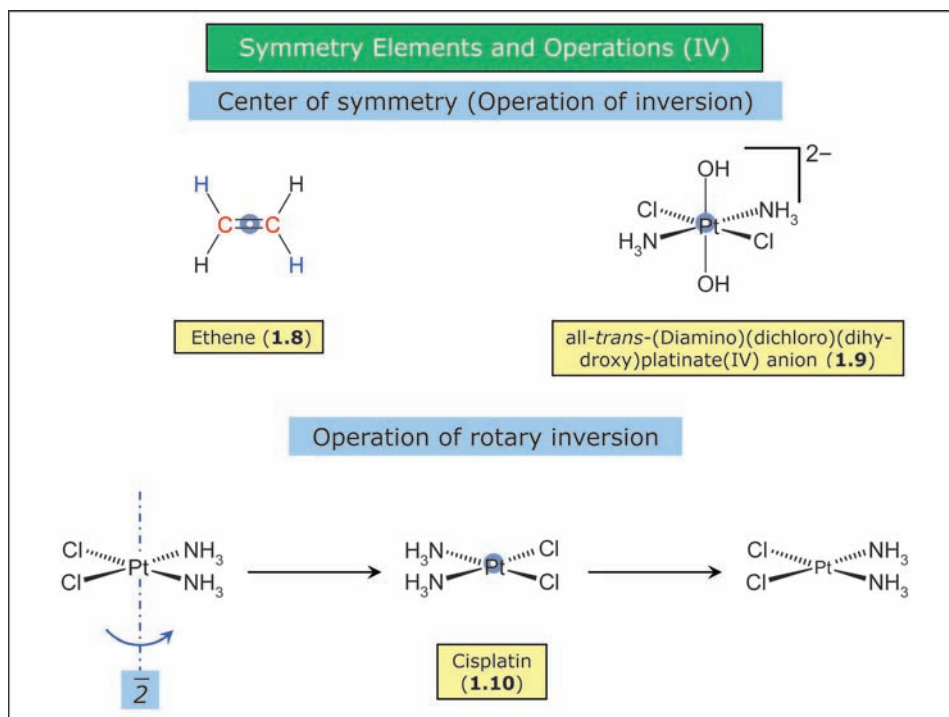 Symmetry Elements and Operations (IV)
Center of symmetry (Operation of inversion)
H H
C C
H H
2–
OH
Cl NH3
Pt
H3N Cl
OH
Ethene (1.8)
all-trans-(Diamino)(dichloro)(dihy-
droxy)platinate(IV) anion (1.9)
Operation of rotary inversion
Cl NH3 H3N Cl Cl NH3
Pt Pt Pt
Cl NH3 H3N Cl Cl NH3
Cisplatin
(1.10)
2̅